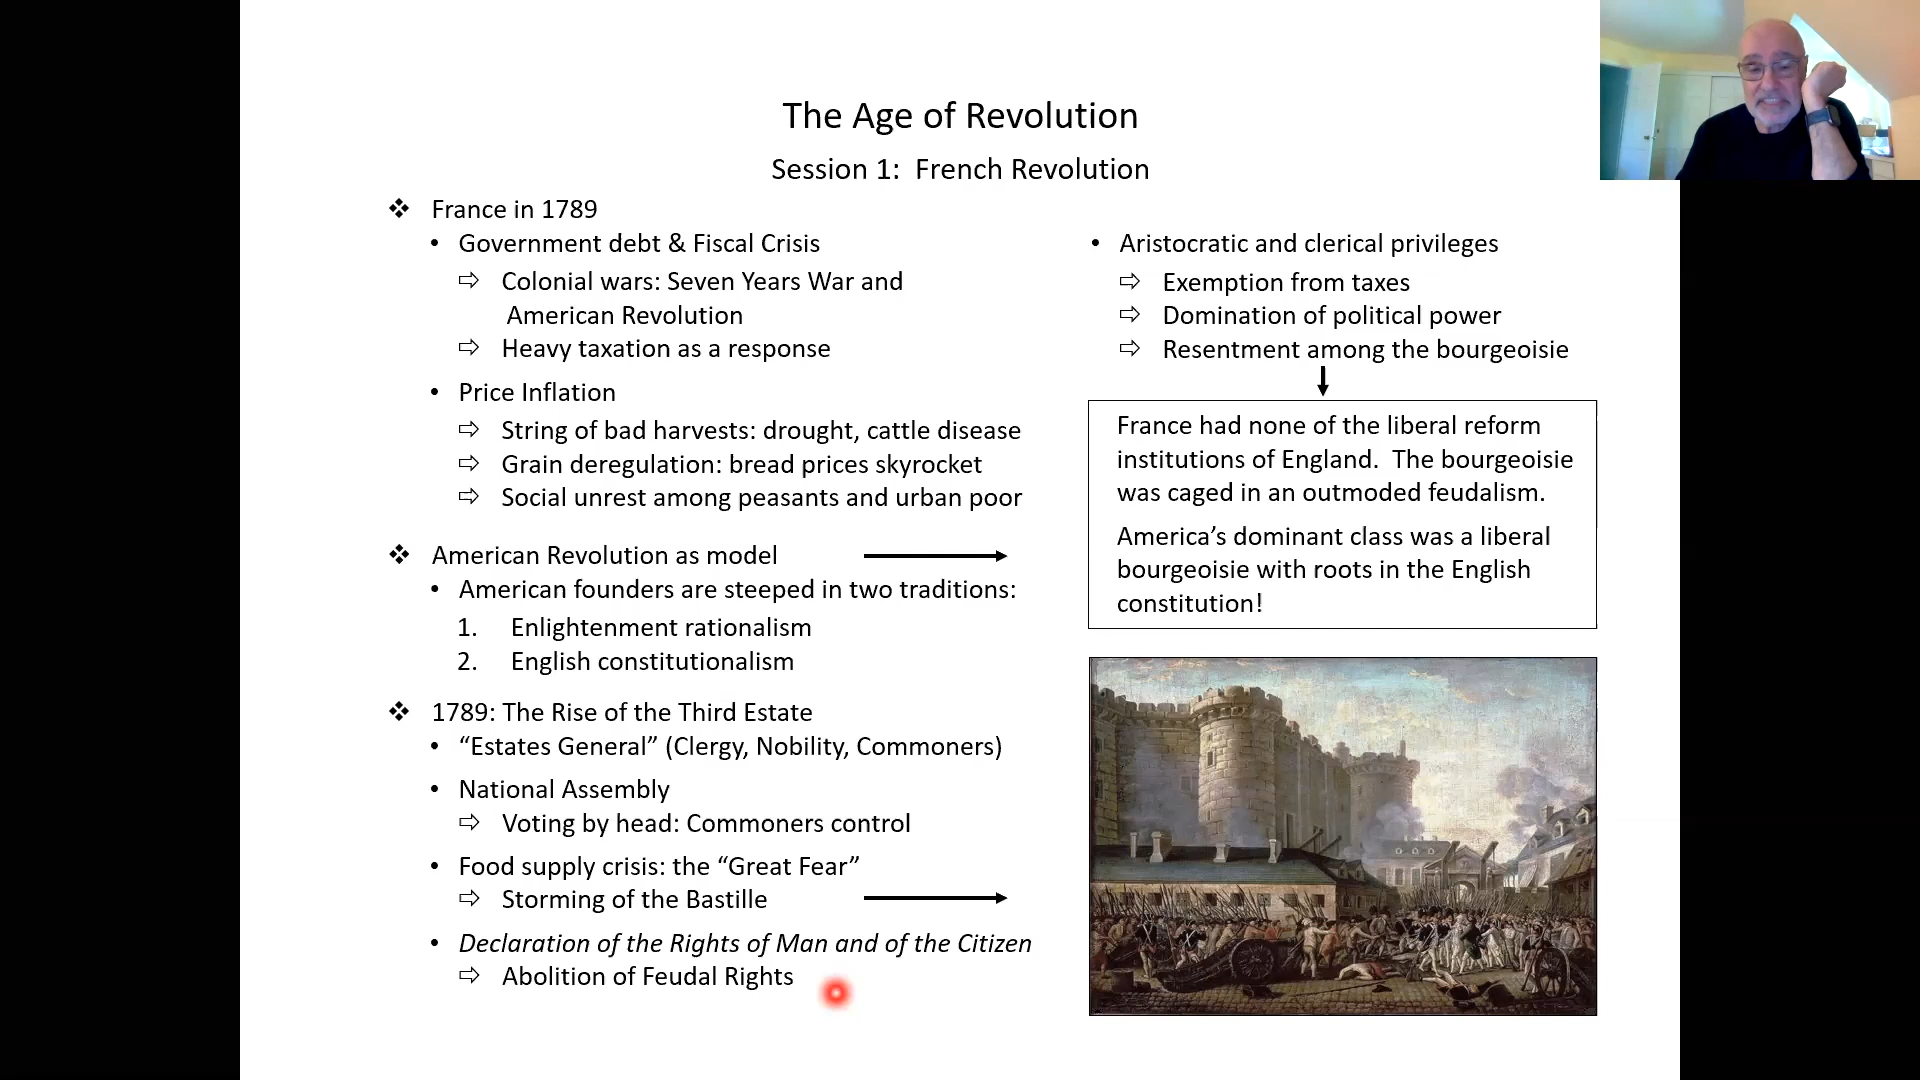 The Age of Revolution
Session 1: French Revolution
❖ France in 1789
• Government debt & Fiscal Crisis
⇨ Colonial wars: Seven Years War and
American Revolution
⇨ Heavy taxation as a response
• Price Inflation
⇨ String of bad harvests: drought, cattle disease
⇨ Grain deregulation: bread prices skyrocket
⇨ Social unrest among peasants and urban poor
❖ American Revolution as model
• American founders are steeped in two traditions:
1. Enlightenment rationalism
2. English constitutionalism
❖ 1789: The Rise of the Third Estate
• “Estates General” (Clergy, Nobility, Commoners)
• National Assembly
⇨ Voting by head: Commoners control
• Food supply crisis: the “Great Fear”
⇨ Storming of the Bastille
• Declaration of the Rights of Man and of the Citizen
⇨ Abolition of Feudal Rights
• Aristocratic and clerical privileges
⇨ Exemption from taxes
⇨ Domination of political power
⇨ Resentment among the bourgeoisie
France had none of the liberal reform
institutions of England. The bourgeoisie
was caged in an outmoded feudalism.
America’s dominant class was a liberal
bourgeoisie with roots in the English
constitution!